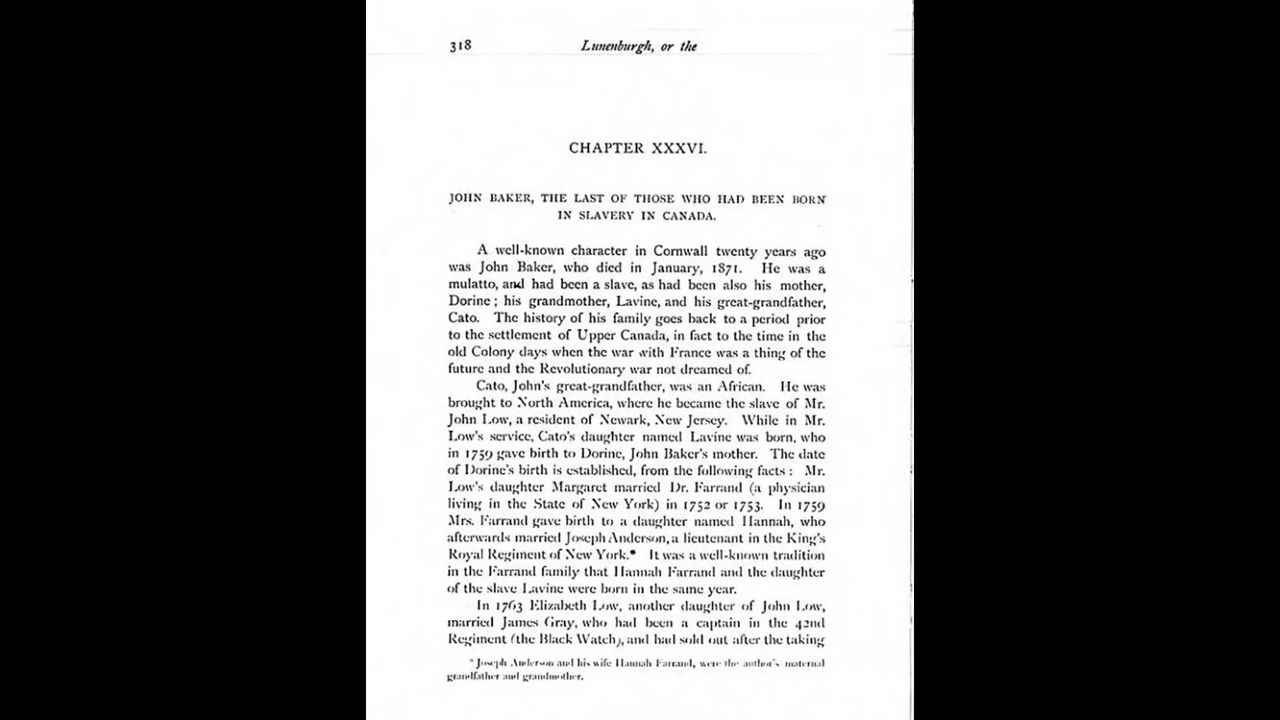 318
Lunenburgh, or the
CHAPTER XXXVI.
JOHN BAKER, THE LAST OF THOSE WHO HAD BEEN BORN
IN SLAVERY IN CANADA.
A well-known character in Cornwall twenty years ago
was John Baker, who died in January, 1871. He was a
mulatto, and had been a slave, as had been also his mother,
Dorine; his grandmother, Lavine, and his great-grandfather,
Cato. The history of his family goes back to a period prior
to the settlement of Upper Canada, in fact to the time in the
old Colony days when the war with France was a thing of the
future and the Revolutionary war not dreamed of.
Cato, John's great-grandfather, was an African. He was
brought to North America, where he became the slave of Mr.
John Low, a resident of Newark, New Jersey. While in Mr.
Low's service, Cato's daughter named Lavine was born, who
in 1759 gave birth to Dorine, John Baker's mother. The date
of Dorine's birth is established, from the following facts: Mr.
Low's daughter Margaret married Dr. Farrand (a physician
living in the State of New York) in 1752 or 1753. In 1759
Mrs. Farrand gave birth to a daughter named Hannah, who
afterwards married Joseph Anderson, a lieutenant in the King's
Royal Regiment of New York.* It was a well-known tradition
in the Farrand family that Hannah Farrand and the daughter
of the slave Lavine were born in the same year.
In 1763 Elizabeth Low, another daughter of John Low,
married James Gray, who had been a captain in the 42nd
Regiment (the Black Watch), and had sold out after the taking
* Joseph Anderson and his wife Hannah Farrand, were the author's maternal
grandfather and grandmother.